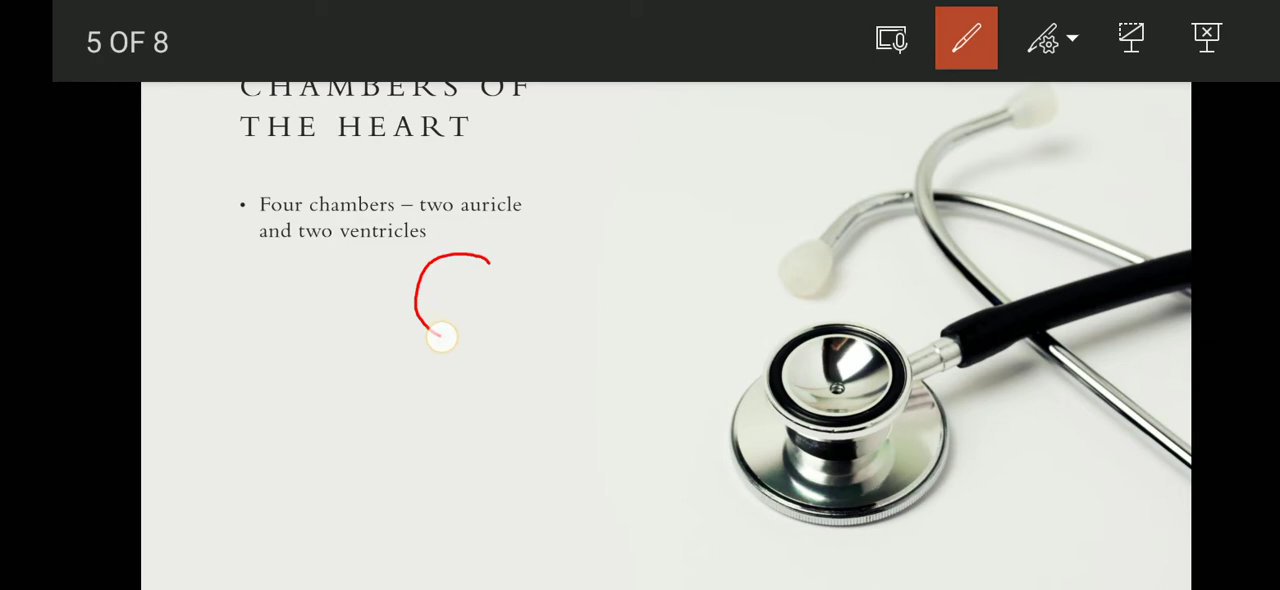 5 OF 8
CHAMBERS OF
THE HEART
• Four chambers – two auricle
and two ventricles